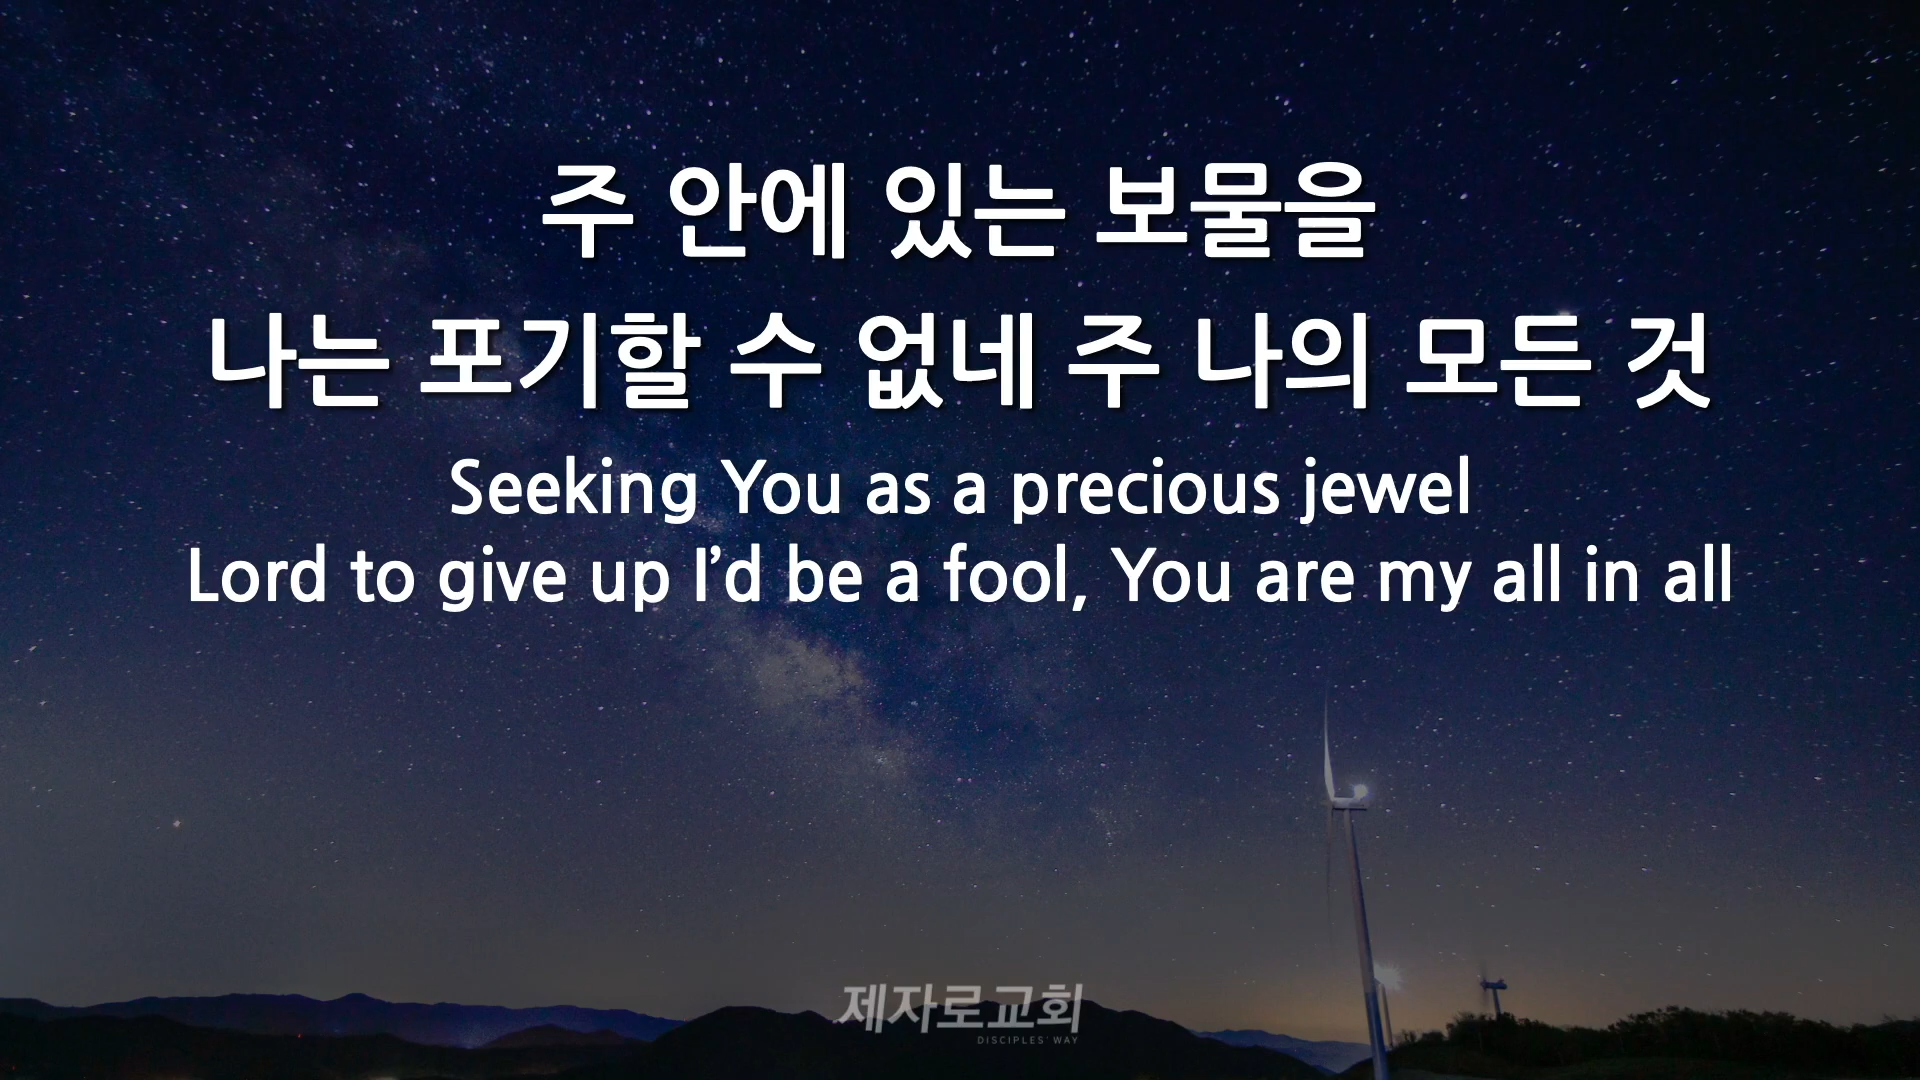 주 안에 있는 보물을
나는 포기할 수 없네 주 나의 모든 것
Seeking You as a precious jewel
Lord to give up I’d be a fool, You are my all in all
제자로교회
DISCIPLES' WAY